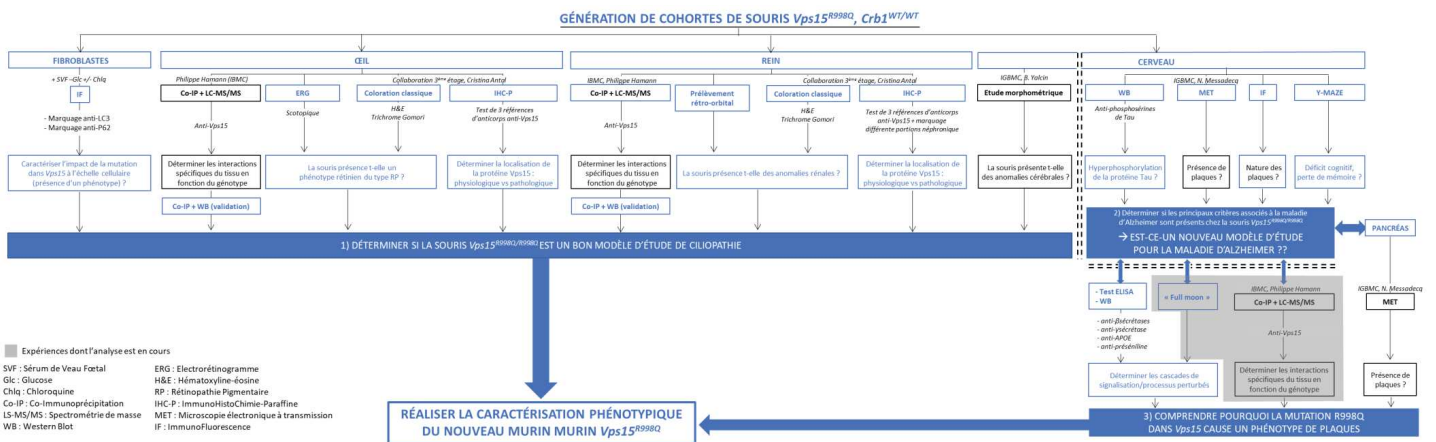 GÉNÉRATION DE COHORTES DE SOURIS Vps15R998Q, Crb1WT/WT
FIBROBLASTES
+ SVF –Glc +/- Chlq
IF
- Marquage anti-LC3
- Marquage anti-P62
Caractériser l'impact de la mutation
dans Vps15 à l'échelle cellulaire
(présence d'un phénotype) ?
ŒIL
Philippe Hamann (IBMC)
Collaboration 3ème étage, Cristina Antal
Co-IP + LC-MS/MS
ERG
Coloration classique
IHC-P
Anti-Vps15
Scotopique
H&E
Trichrome Gomori
Test de 3 références
d'anticorps anti-Vps15
Déterminer les interactions
spécifiques du tissu en
fonction du génotype
La souris présente t-elle un
phénotype rétinien du type RP ?
Déterminer la localisation de
la protéine Vps15 :
physiologique vs pathologique
Co-IP + WB (validation)
REIN
IBMC, Philippe Hamann
Collaboration 3ème étage, Cristina Antal
Co-IP + LC-MS/MS
Prélèvement
rétro-orbital
Coloration classique
IHC-P
Anti-Vps15
H&E
Trichrome Gomori
Test de 3 références d'anticorps
anti-Vps15 + marquage
différente portions néphronique
Déterminer les interactions
spécifiques du tissu en
fonction du génotype
La souris présente t-elle des anomalies rénales ?
Déterminer la localisation de
la protéine Vps15 :
physiologique vs pathologique
Co-IP + WB (validation)
CERVEAU
IGBMC, B. Yalcin
Etude morphométrique
La souris présente t-elle
des anomalies cérébrales ?
IGBMC, N. Messadecq
WB
MET
IF
Y-MAZE
Anti-phosphosérines
de Tau
Hyperphosphorylation
de la protéine Tau ?
Présence de
plaques ?
Nature des
plaques ?
Déficit cognitif,
perte de mémoire ?
1) DÉTERMINER SI LA SOURIS Vps15R998Q/R998Q EST UN BON MODÈLE D'ÉTUDE DE CILIOPATHIE
2) Déterminer si les principaux critères associés à la maladie
d'Alzheimer sont présents chez la souris Vps15R998Q/R998Q
→ EST-CE-UN NOUVEAU MODÈLE D'ÉTUDE
POUR LA MALADIE D'ALZHEIMER ??
PANCRÉAS
- Test ELISA
- WB
« Full moon »
IBMC, Philippe Hamann
Co-IP + LC-MS/MS
IGBMC, N. Messadecq
MET
- anti-βsécrétases
- anti-γsécrétase
- anti-APOE
- anti-préséniline
Anti-Vps15
Déterminer les cascades de
signalisation/processus perturbés
Déterminer les interactions
spécifiques du tissu en
fonction du génotype
Présence de
plaques ?
3) COMPRENDRE POURQUOI LA MUTATION R998Q
DANS Vps15 CAUSE UN PHÉNOTYPE DE PLAQUES
RÉALISER LA CARACTÉRISATION PHÉNOTYPIQUE
DU NOUVEAU MURIN MURIN Vps15R998Q
Expériences dont l'analyse est en cours
SVF : Sérum de Veau Fœtal
Glc : Glucose
Chlq : Chloroquine
Co-IP : Co-Immunoprécipitation
LS-MS/MS : Spectrométrie de masse
WB : Western Blot
ERG : Electrorétinogramme
H&E : Hématoxyline-éosine
RP : Rétinopathie Pigmentaire
IHC-P : ImmunoHistoChimie-Paraffine
MET : Microscopie électronique à transmission
IF : ImmunoFluorescence